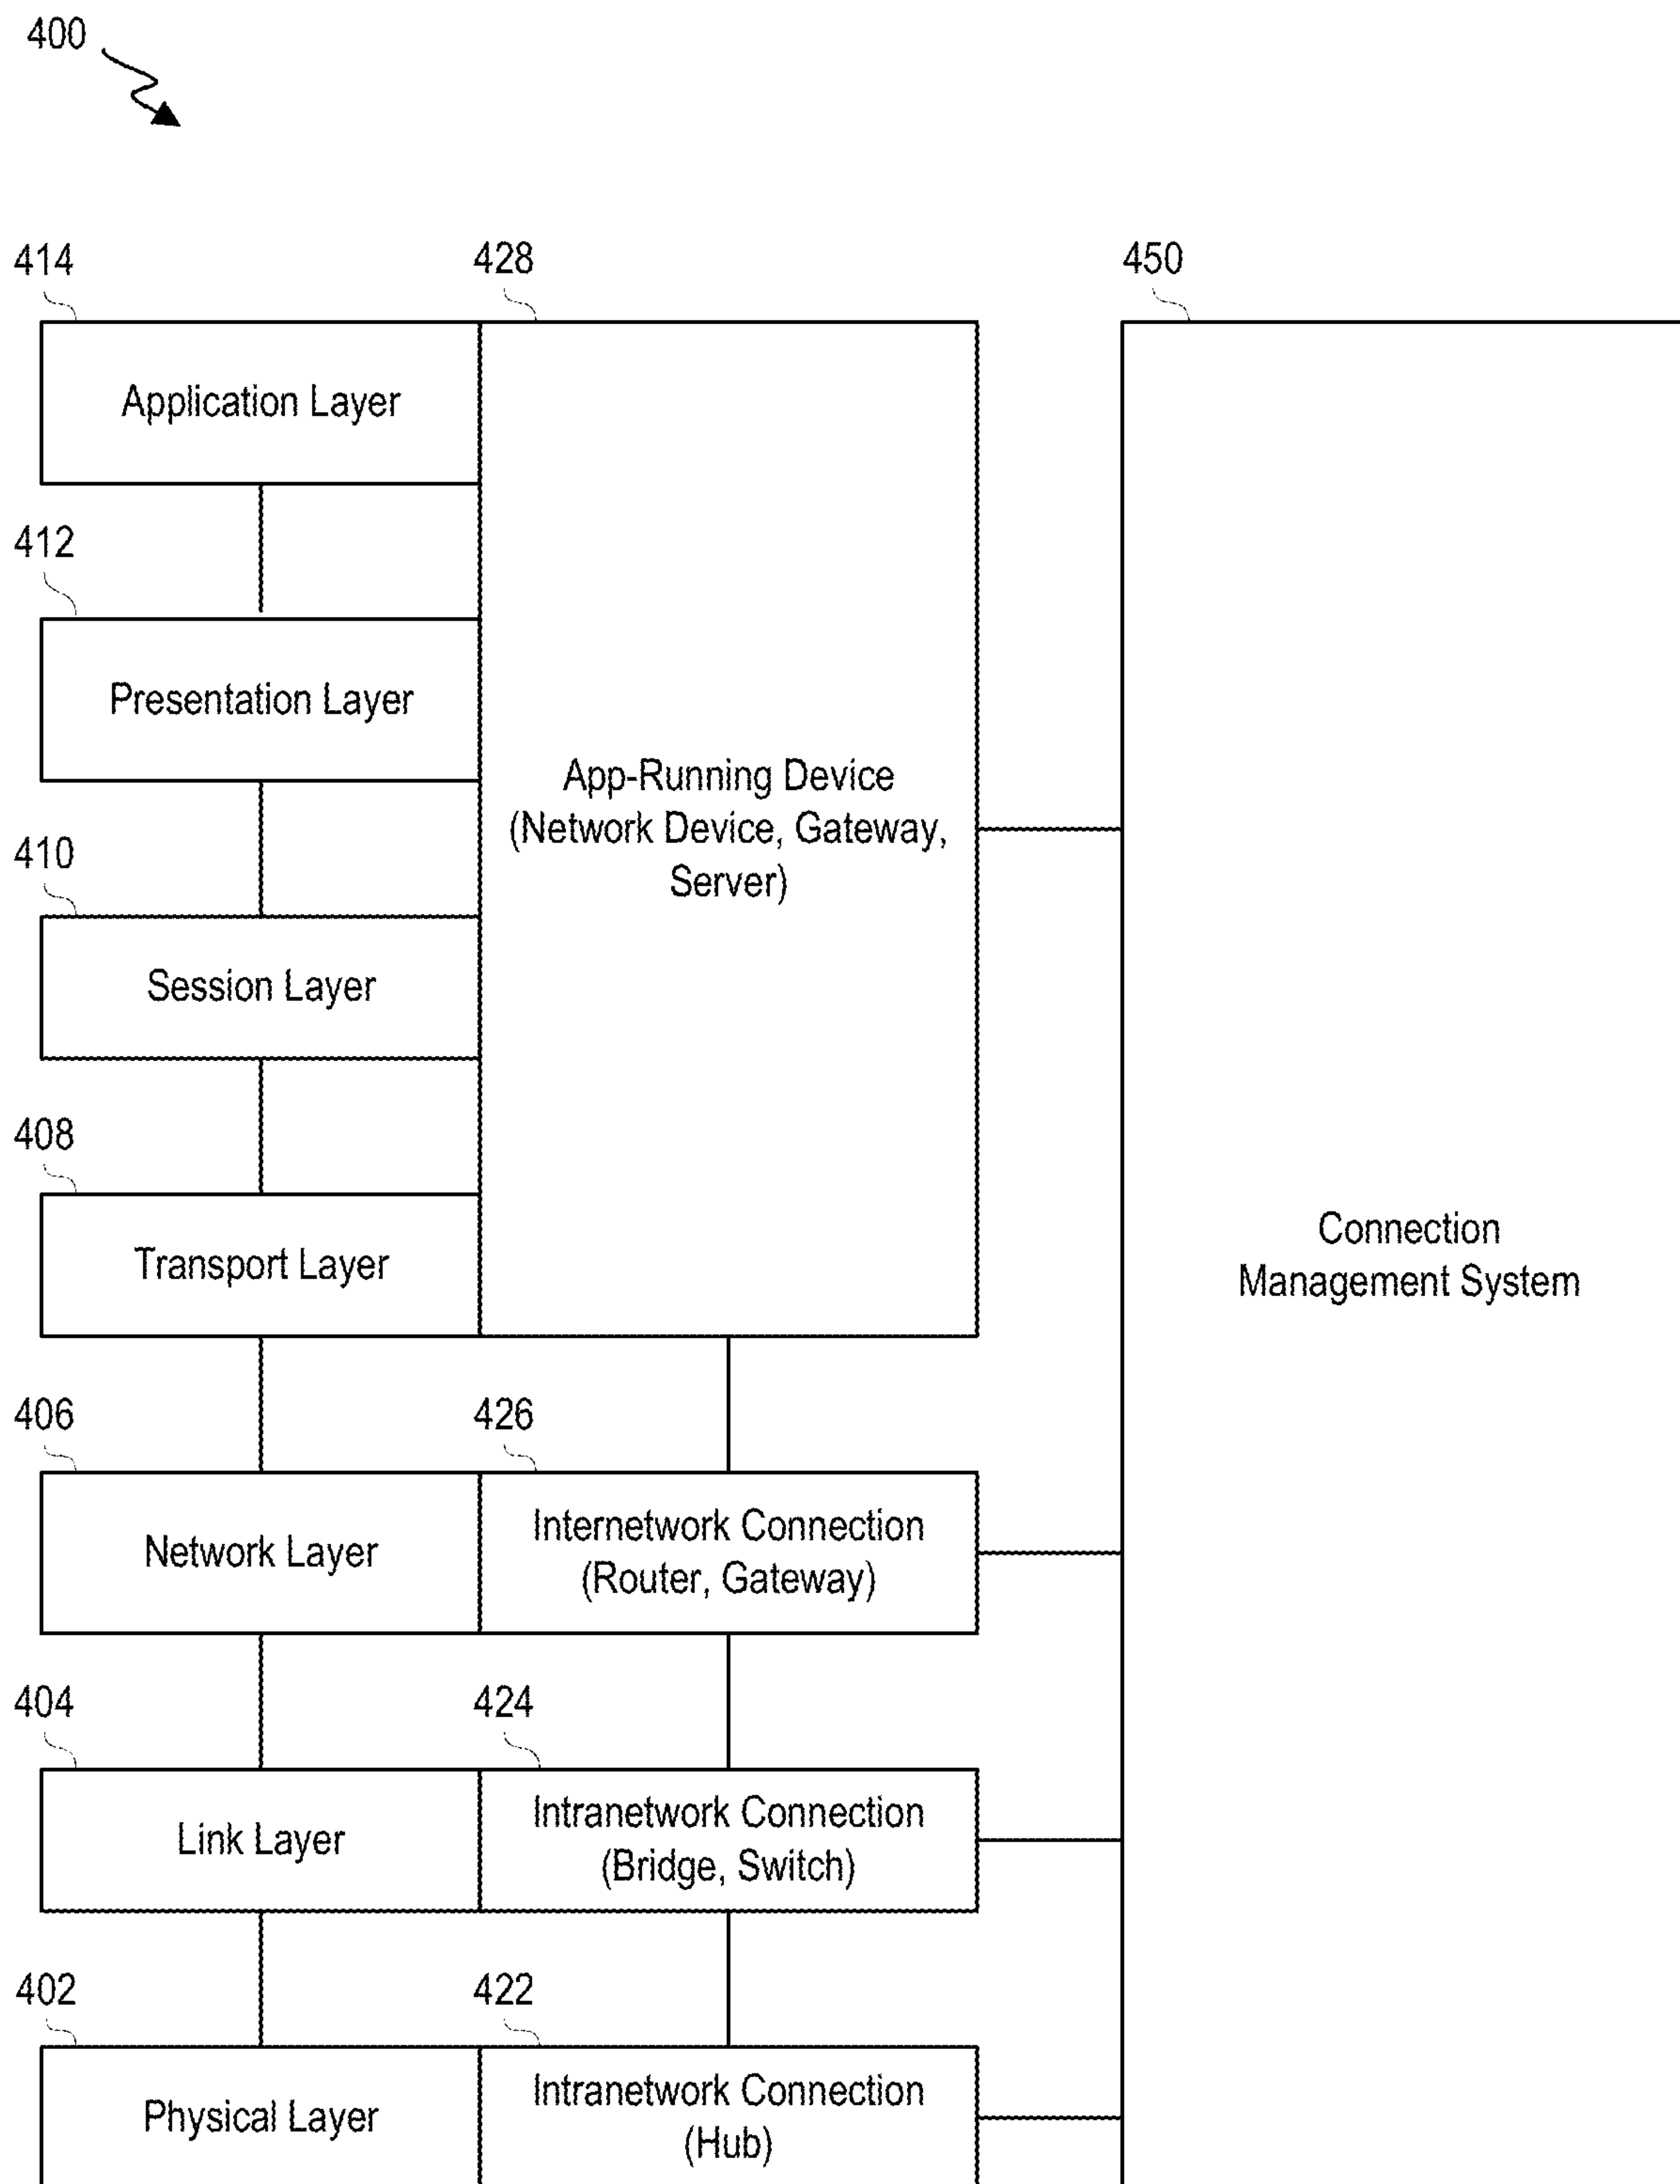 400
414
428
450
Application Layer
412
Presentation Layer
App-Running Device
(Network Device, Gateway,
Server)
410
Session Layer
408
Transport Layer
Connection
Management System
406
426
Network Layer
Internetwork Connection
(Router, Gateway)
404
424
Link Layer
Intranetwork Connection
(Bridge, Switch)
402
422
Physical Layer
Intranetwork Connection
(Hub)